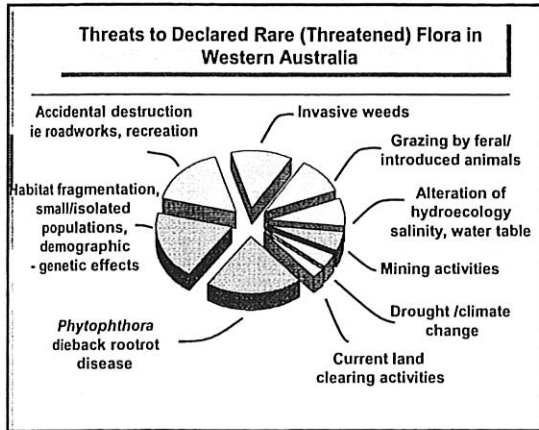 Threats to Declared Rare (Threatened) Flora in
Western Australia
Accidental destruction
ie roadworks, recreation
Invasive weeds
Grazing by feral/
introduced animals
Habitat fragmentation,
small/isolated
populations,
demographic
- genetic effects
Alteration of
hydroecology
salinity, water table
Mining activities
Drought /climate
change
Phytophthora
dieback rootrot
disease
Current land
clearing activities